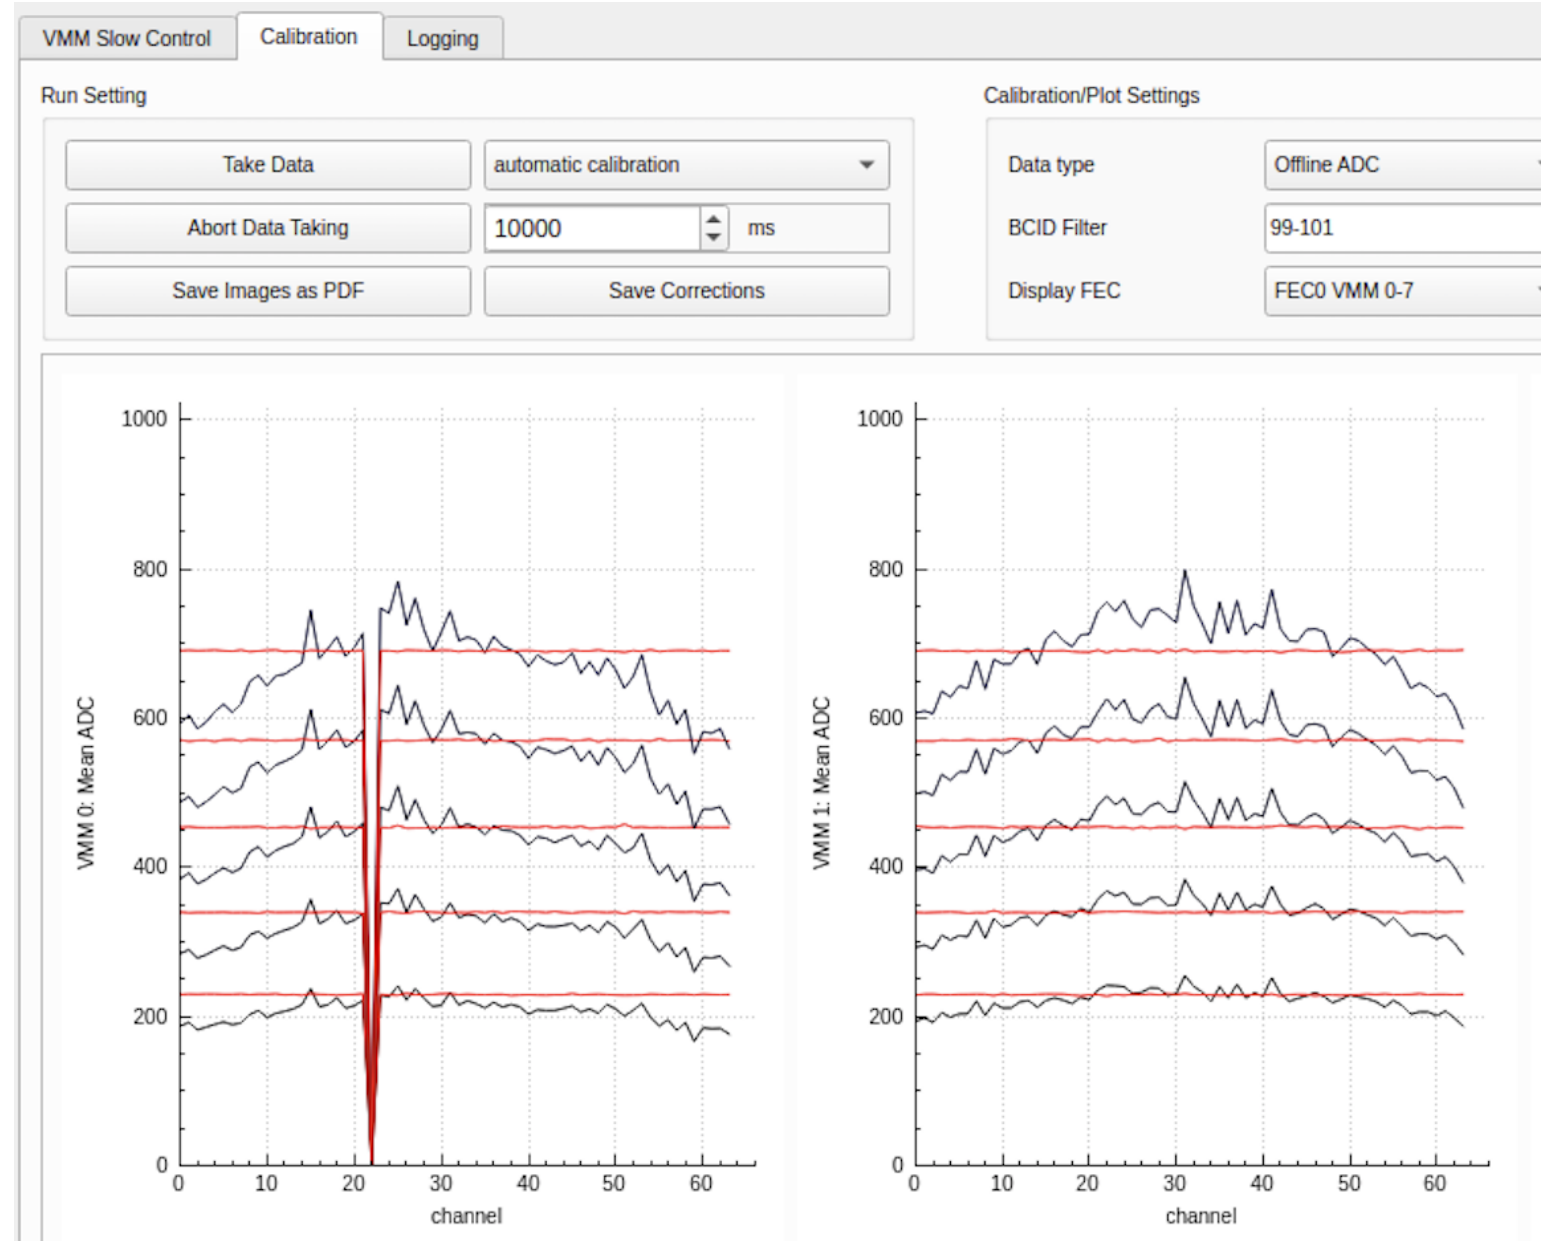 VMM Slow Control Calibration Logging
Run Setting
Take Data automatic calibration
Abort Data Taking 10000 ms
Save Images as PDF Save Corrections
Calibration/Plot Settings
Data type Offline ADC
BCID Filter 99-101
Display FEC FEC0 VMM 0-7
VMM 0: Mean ADC
1000
800
600
400
200
0
0 10 20 30 40 50 60
channel
VMM 1: Mean ADC
1000
800
600
400
200
0
0 10 20 30 40 50 60
channel